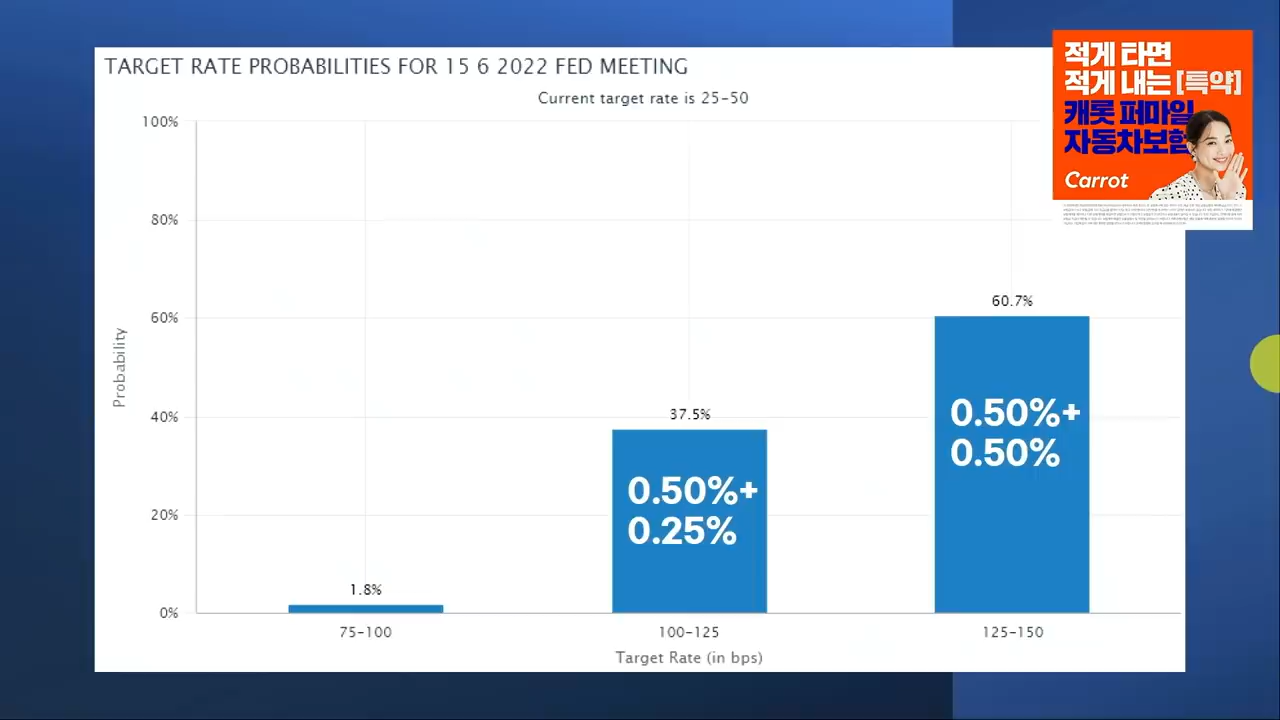 TARGET RATE PROBABILITIES FOR 15 6 2022 FED MEETING
Current target rate is 25-50
100%
80%
60%
40%
20%
0%
Probability
1.8%
37.5%
60.7%
0.50%+
0.25%
0.50%+
0.50%
75-100
100-125
125-150
Target Rate (in bps)
적게 타면
적게 내는 [특약]
캐롯 퍼마일
자동차보험
Carrot